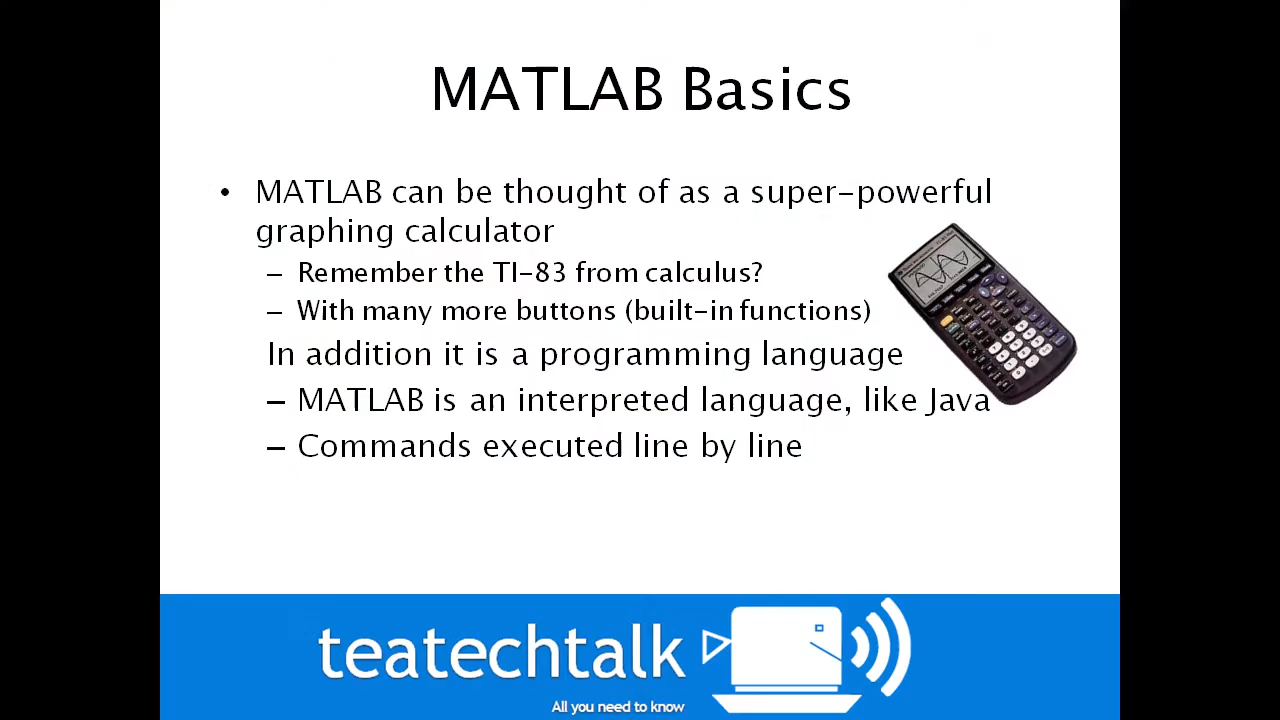 MATLAB Basics
• MATLAB can be thought of as a super-powerful
graphing calculator
– Remember the TI-83 from calculus?
– With many more buttons (built-in functions)
In addition it is a programming language
– MATLAB is an interpreted language, like Java
– Commands executed line by line
teatechtalk
All you need to know